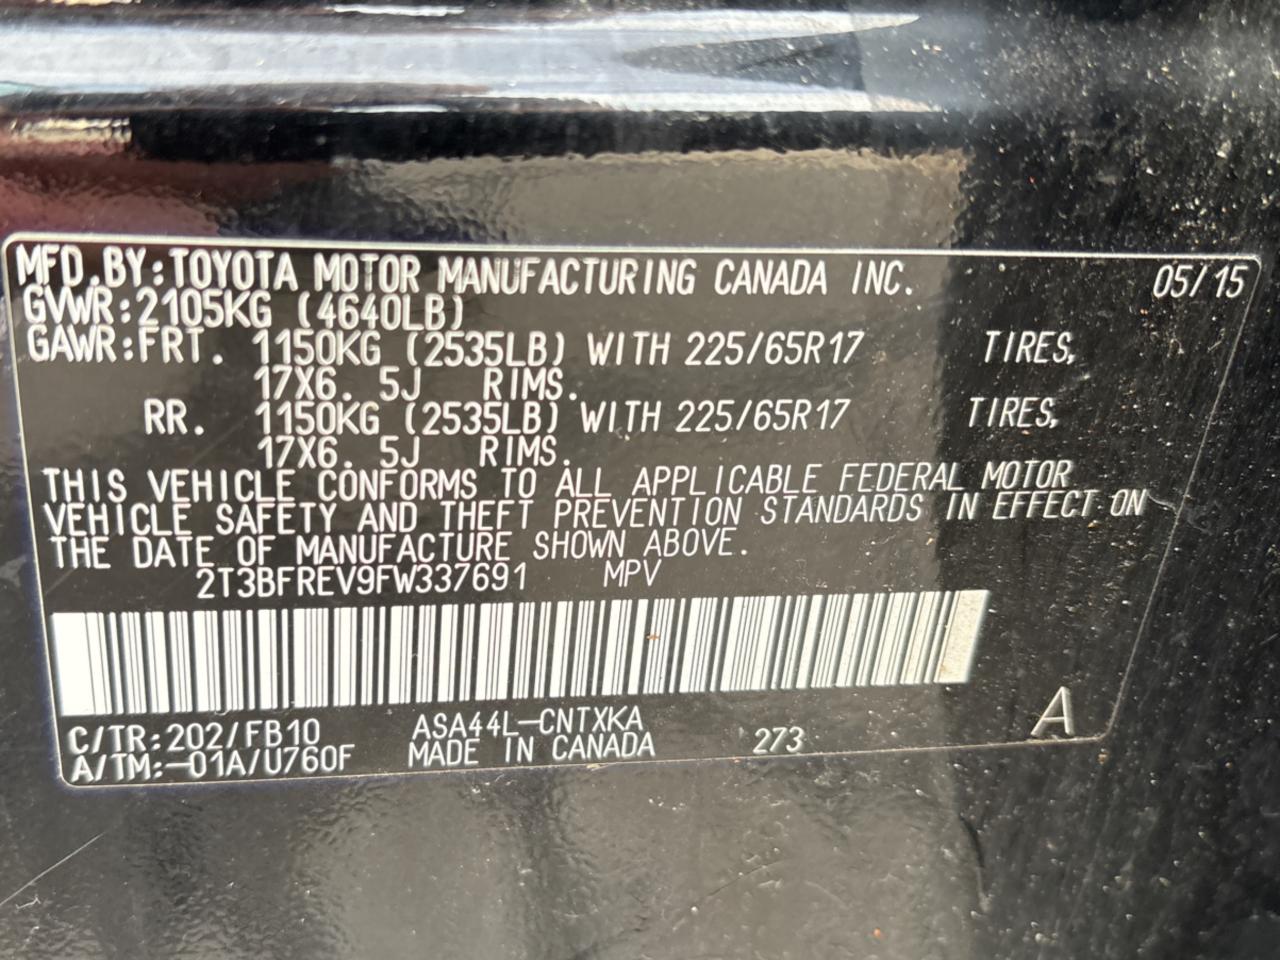 MFD.BY:TOYOTA MOTOR MANUFACTURING CANADA INC. 05/15
GVWR:2105KG (4640LB)
GAWR:FRT. 1150KG (2535LB) WITH 225/65R17 TIRES,
17X6. 5J RIMS.
RR. 1150KG (2535LB) WITH 225/65R17 TIRES,
17X6. 5J RIMS.
THIS VEHICLE CONFORMS TO ALL APPLICABLE FEDERAL MOTOR
VEHICLE SAFETY AND THEFT PREVENTION STANDARDS IN EFFECT ON
THE DATE OF MANUFACTURE SHOWN ABOVE.
2T3BFREV9FW337691 MPV
C/TR:202/FB10 ASA44L-CNTXKA
A/TM:-01A/U760F MADE IN CANADA 273 A